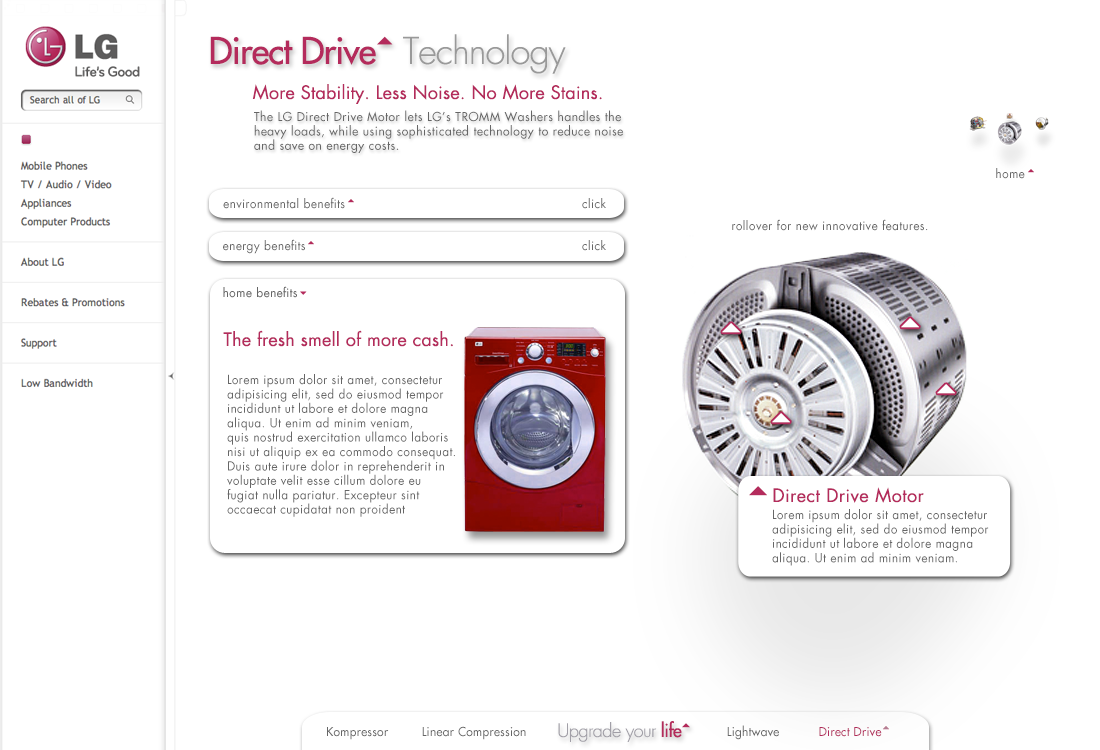 LG
Life's Good
Search all of LG
Mobile Phones
TV / Audio / Video
Appliances
Computer Products
About LG
Rebates & Promotions
Support
Low Bandwidth
Direct Drive Technology
More Stability. Less Noise. No More Stains.
The LG Direct Drive Motor lets LG's TROMM Washers handles the
heavy loads, while using sophisticated technology to reduce noise
and save on energy costs.
environmental benefits click
energy benefits click
home benefits
The fresh smell of more cash.
Lorem ipsum dolor sit amet, consectetur
adipisicing elit, sed do eiusmod tempor
incididunt ut labore et dolore magna
aliqua. Ut enim ad minim veniam,
quis nostrud exercitation ullamco laboris
nisi ut aliquip ex ea commodo consequat.
Duis aute irure dolor in reprehenderit in
voluptate velit esse cillum dolore eu
fugiat nulla pariatur. Excepteur sint
occaecat cupidatat non proident
home
rollover for new innovative features.
Direct Drive Motor
Lorem ipsum dolor sit amet, consectetur
adipisicing elit, sed do eiusmod tempor
incididunt ut labore et dolore magna
aliqua. Ut enim ad minim veniam.
Kompressor Linear Compression Upgrade your life Lightwave Direct Drive